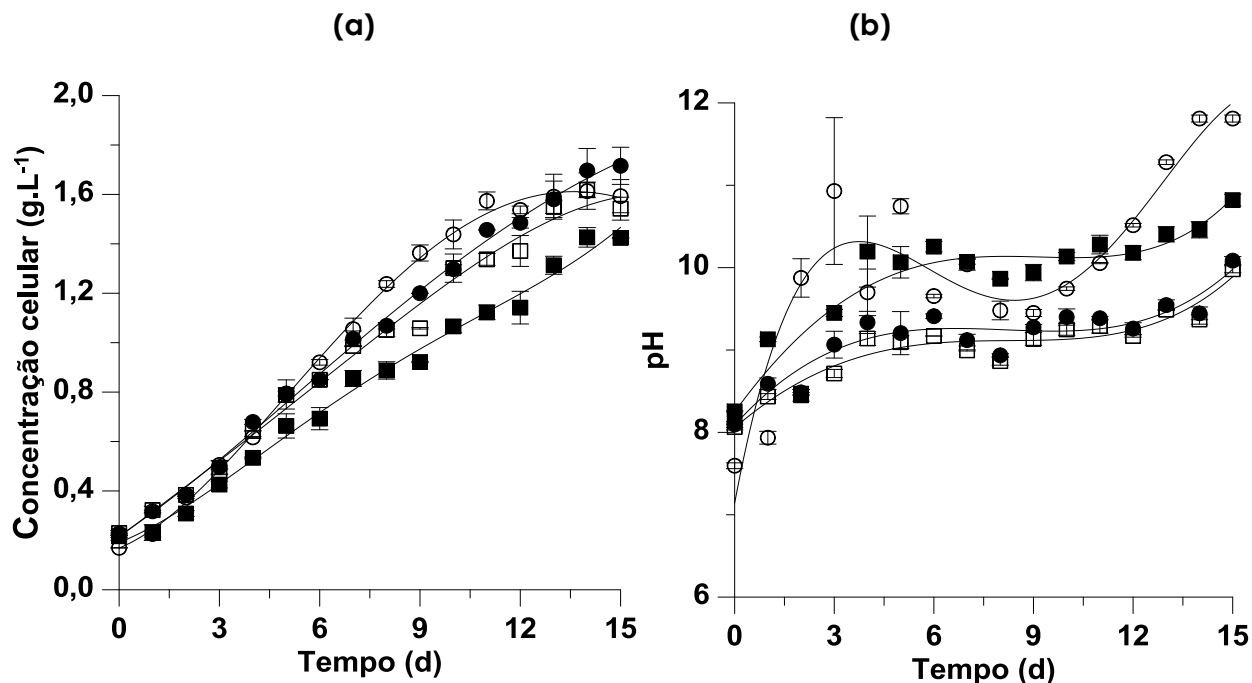 (a)
(b)
Concentração celular (g.L-1)
2,0
1,6
1,2
0,8
0,4
0,0
0 3 6 9 12 15
Tempo (d)
pH
12
10
8
6
0 3 6 9 12 15
Tempo (d)